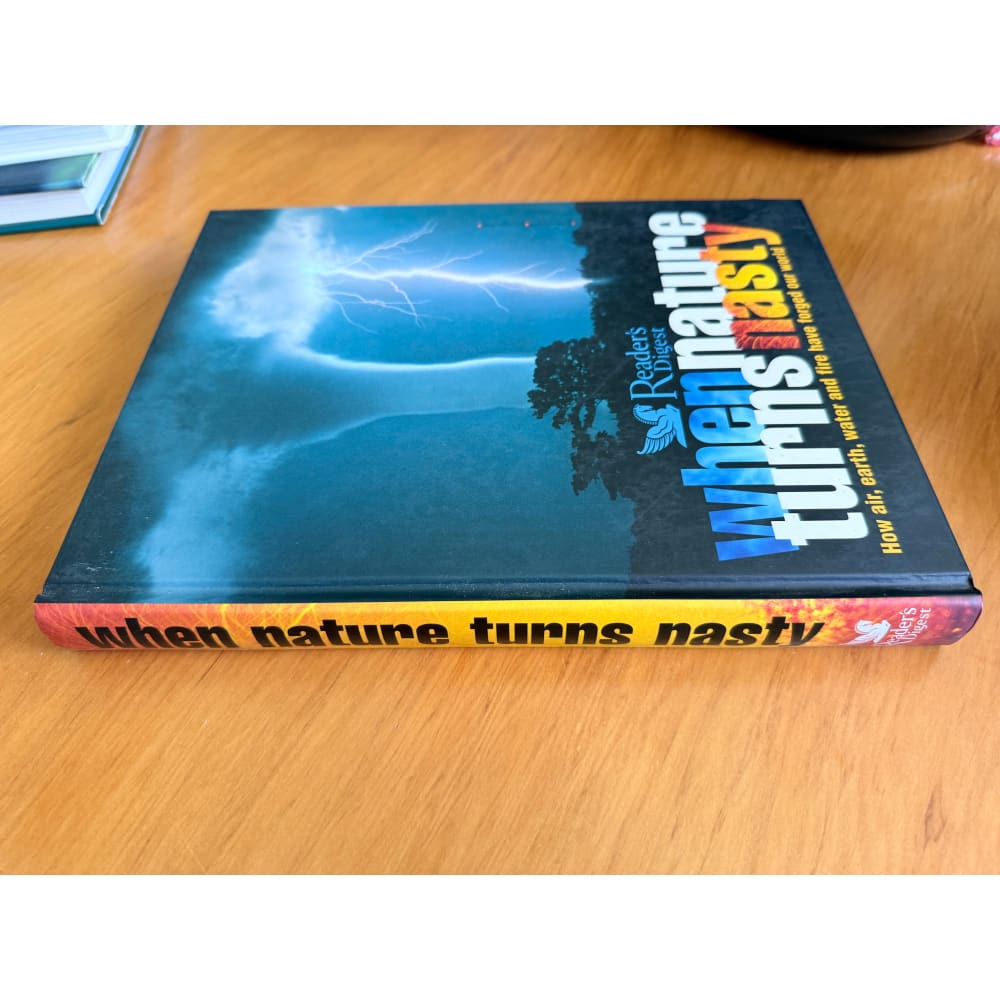 Reader's
Digest
when nature
turns nasty
How air, earth, water and fire have forged our world
when nature turns nasty
Reader's
Digest